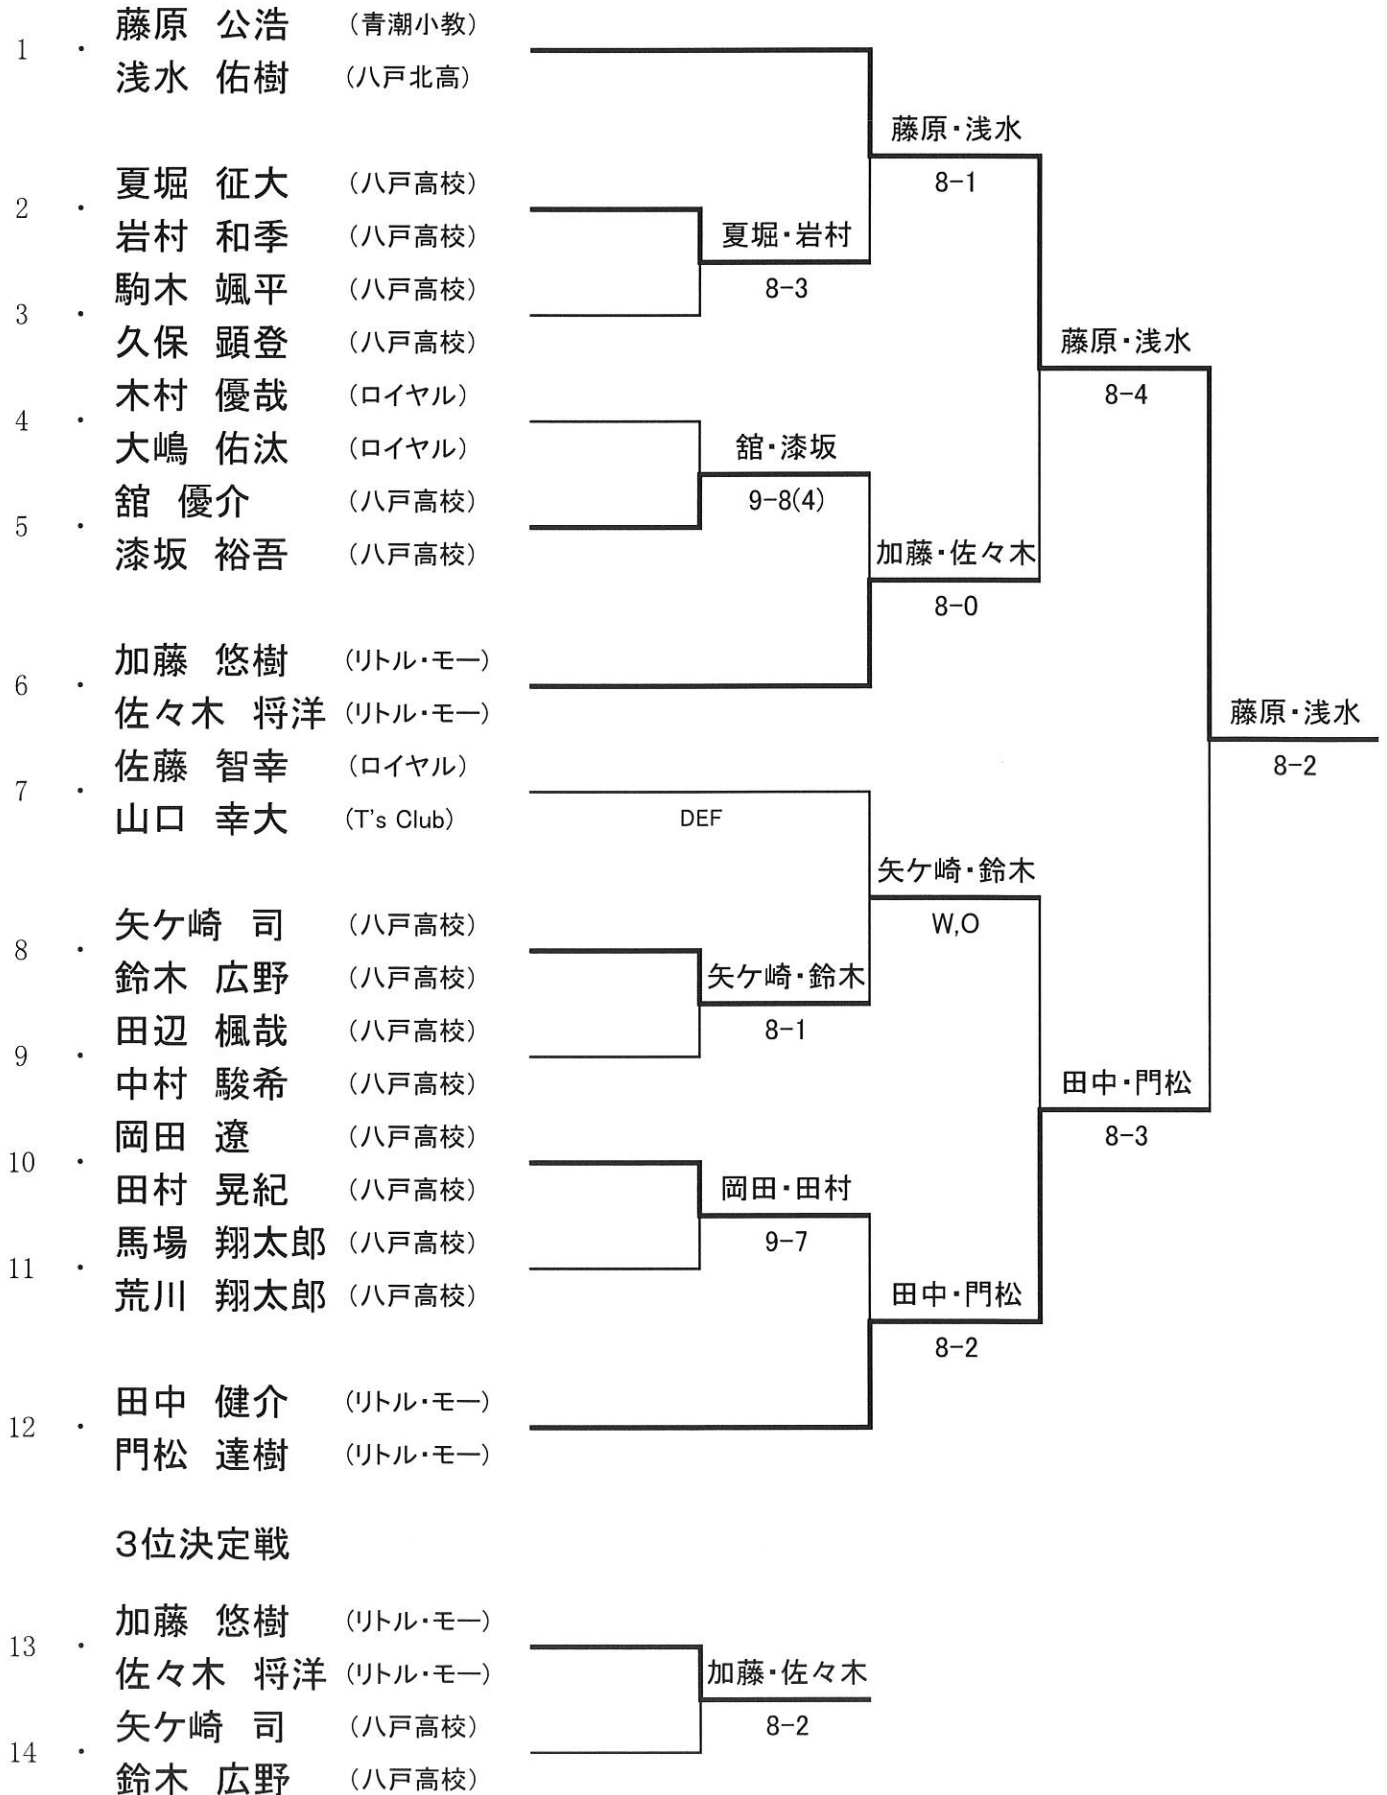 藤原 公浩 (青潮小教)
1 ・
浅水 佑樹 (八戸北高)
藤原・浅水
夏堀 征大 (八戸高校) 8-1
2 ・
岩村 和季 (八戸高校) 夏堀・岩村
駒木 颯平 (八戸高校) 8-3
3 ・
久保 顕登 (八戸高校) 藤原・浅水
木村 優哉 (ロイヤル) 8-4
4 ・
大嶋 佑汰 (ロイヤル) 舘・漆坂
舘 優介 (八戸高校) 9-8(4)
5 ・
漆坂 裕吾 (八戸高校) 加藤・佐々木
8-0
加藤 悠樹 (リトル・モー)
6 ・
佐々木 将洋 (リトル・モー) 藤原・浅水
佐藤 智幸 (ロイヤル) 8-2
7 ・
山口 幸大 (T's Club) DEF
矢ケ崎・鈴木
矢ケ崎 司 (八戸高校) W,O
8 ・
鈴木 広野 (八戸高校) 矢ケ崎・鈴木
田辺 楓哉 (八戸高校) 8-1
9 ・
中村 駿希 (八戸高校) 田中・門松
岡田 遼 (八戸高校) 8-3
10 ・
田村 晃紀 (八戸高校) 岡田・田村
馬場 翔太郎 (八戸高校) 9-7
11 ・
荒川 翔太郎 (八戸高校) 田中・門松
8-2
田中 健介 (リトル・モー)
12 ・
門松 達樹 (リトル・モー)
3位決定戦
加藤 悠樹 (リトル・モー)
13 ・
佐々木 将洋 (リトル・モー) 加藤・佐々木
矢ケ崎 司 (八戸高校) 8-2
14 ・
鈴木 広野 (八戸高校)